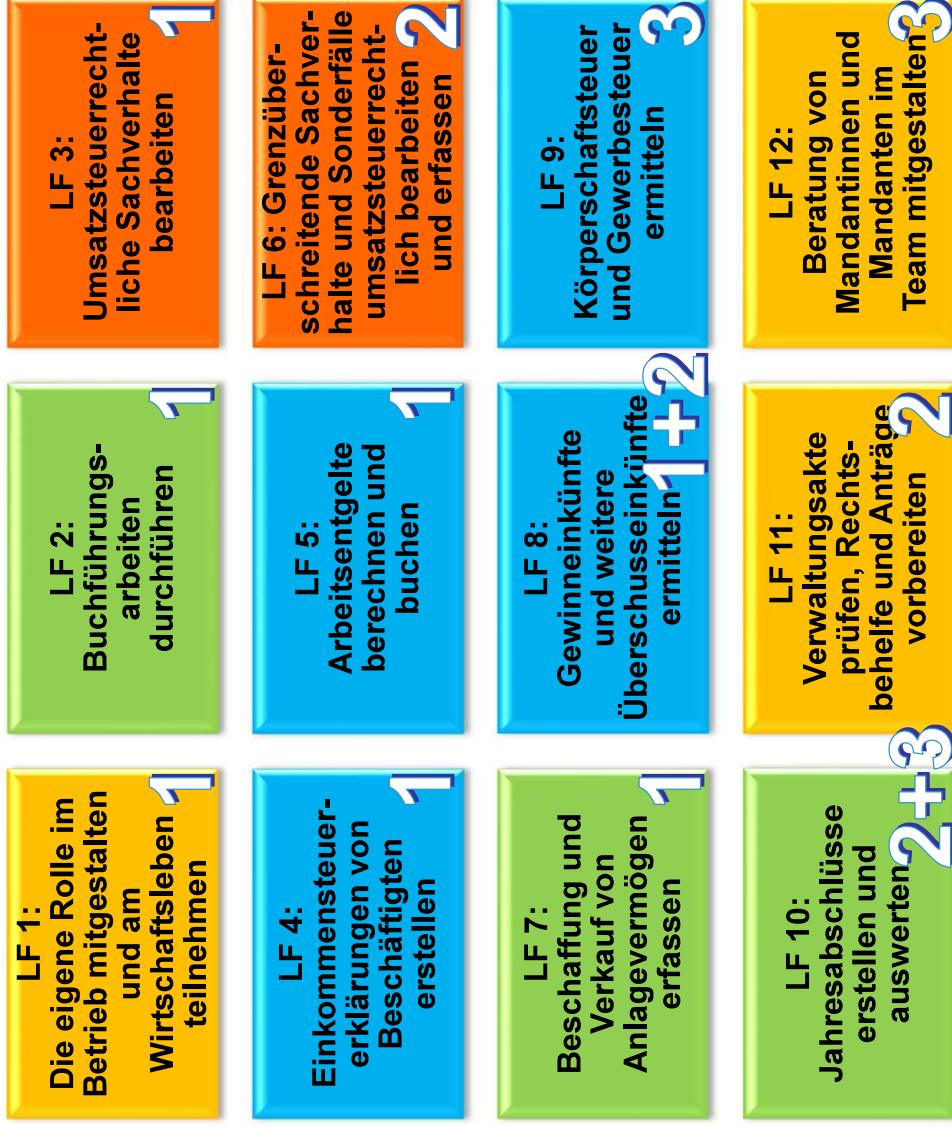 LF 1:
Die eigene Rolle im
Betrieb mitgestalten
und am
Wirtschaftsleben
teilnehmen
1
LF 2:
Buchführungs-
arbeiten
durchführen
1
LF 3:
Umsatzsteuerrecht-
liche Sachverhalte
bearbeiten
1
LF 4:
Einkommensteuer-
erklärungen von
Beschäftigten
erstellen
1
LF 5:
Arbeitsentgelte
berechnen und
buchen
1
LF 6: Grenzüber-
schreitende Sachver-
halte und Sonderfälle
umsatzsteuerrecht-
lich bearbeiten
und erfassen
2
LF 7:
Beschaffung und
Verkauf von
Anlagevermögen
erfassen
1
LF 8:
Gewinneinkünfte
und weitere
Überschusseinkünfte
ermitteln
1+2
LF 9:
Körperschaftsteuer
und Gewerbesteuer
ermitteln
3
LF 10:
Jahresabschlüsse
erstellen und
auswerten
2+3
LF 11:
Verwaltungsakte
prüfen, Rechts-
behelfe und Anträge
vorbereiten
2
LF 12:
Beratung von
Mandantinnen und
Mandanten im
Team mitgestalten
3